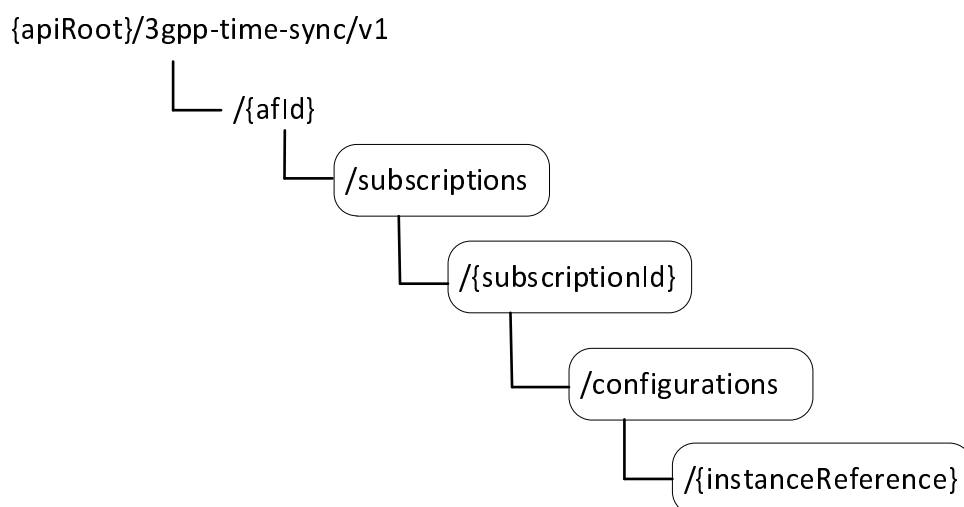 {apiRoot}/3gpp-time-sync/v1
/{afId}
/subscriptions
/{subscriptionId}
/configurations
/{instanceReference}